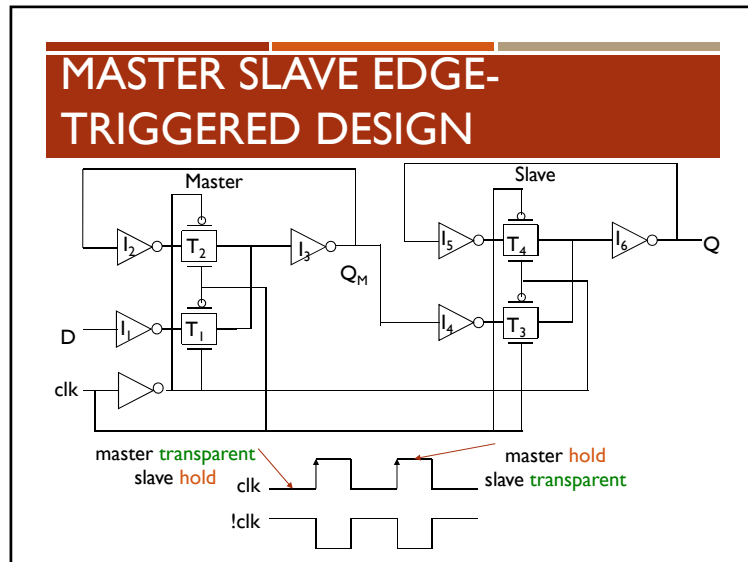 MASTER SLAVE EDGE-
TRIGGERED DESIGN
Master
Slave
I2
T2
I3
I5
T4
I6
Q
QM
D
I1
T1
I4
T3
clk
master transparent
slave hold
master hold
slave transparent
clk
!clk